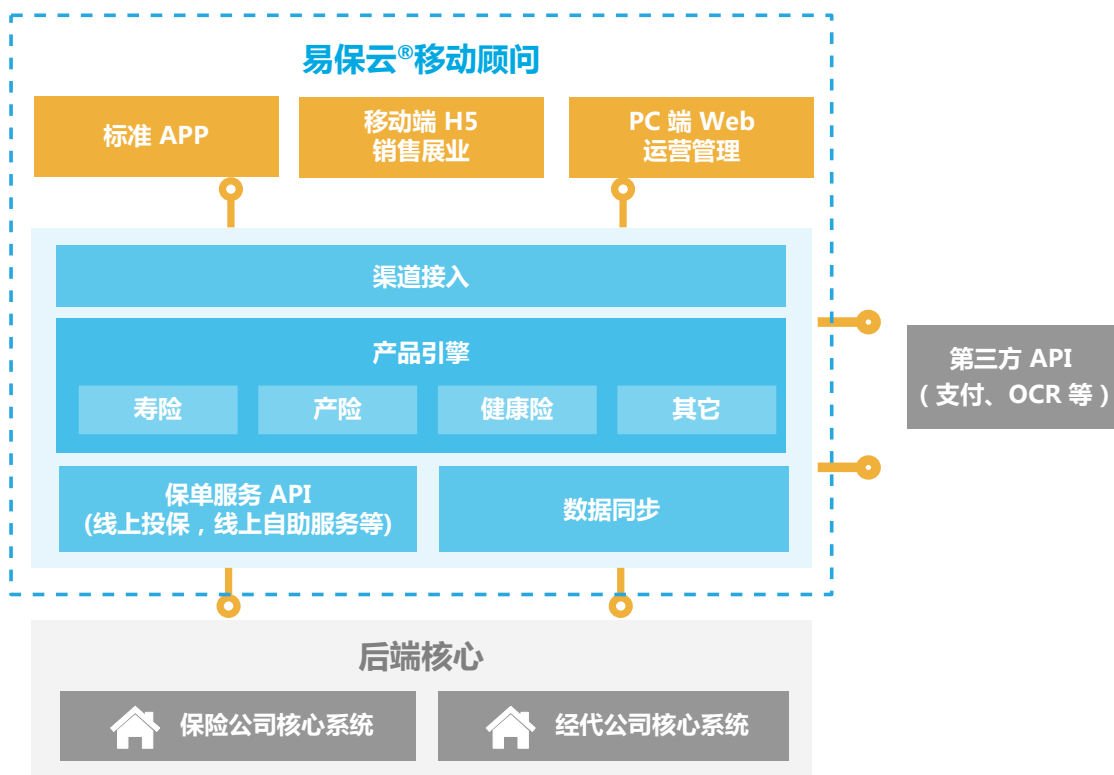 易保云®移动顾问
标准 APP
移动端 H5
销售展业
PC 端 Web
运营管理
渠道接入
产品引擎
寿险
产险
健康险
其它
第三方 API
（支付、OCR 等）
保单服务 API
(线上投保，线上自助服务等)
数据同步
后端核心
保险公司核心系统
经代公司核心系统